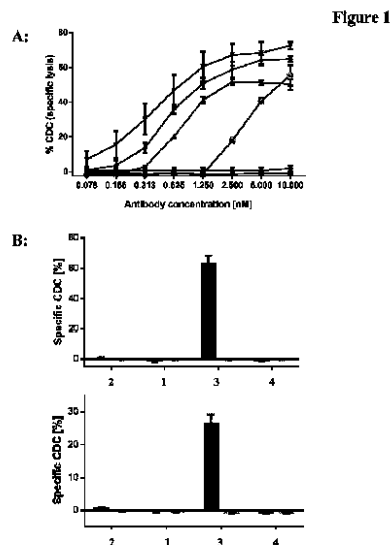 Figure 1
A:
% CDC (specific lysis)
80
60
40
20
0
0.078 0.156 0.313 0.625 1.250 2.500 5.000 10.000
Antibody concentration [nM]
B:
Specific CDC [%]
80
60
40
20
0
2 1 3 4
Specific CDC [%]
30
20
10
0
2 1 3 4